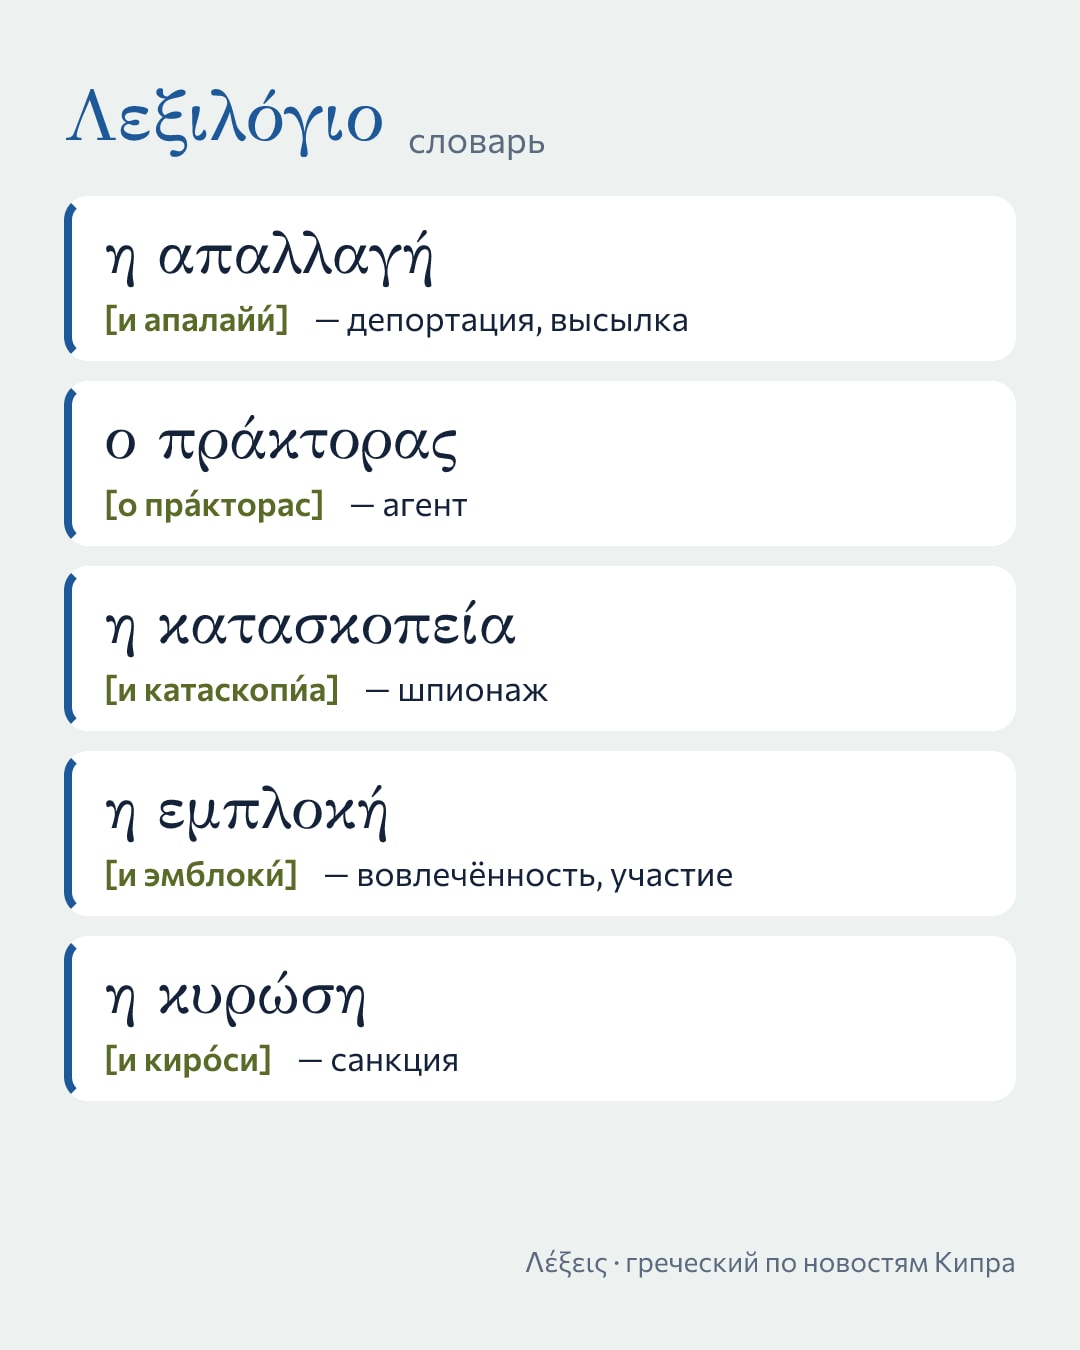 Λεξιλόγιο словарь
η απαλλαγή
[и апалайи́] — депортация, высылка
ο πράκτορας
[о пра́кторас] — агент
η κατασκοπεία
[и катаскопи́а] — шпионаж
η εμπλοκή
[и эмблоки́] — вовлечённость, участие
η κυρώση
[и киро́си] — санкция
Λέξεις · греческий по новостям Кипра